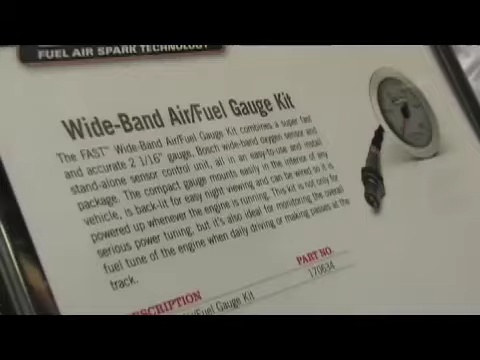 FUEL AIR SPARK TECHNOLOGY
Wide-Band Air/Fuel Gauge Kit
The FAST™ Wide-Band Air/Fuel Gauge Kit combines a super fast
and accurate 2 1/16" gauge, Bosch wide-band oxygen sensor and
stand-alone sensor control unit, all in an easy-to-use and install
package. The compact gauge mounts easily in the interior of any
vehicle, is back-lit for easy night viewing and can be wired so it is
powered up whenever the engine is running. This kit is not only for
serious power tuning, but it's also ideal for monitoring the overall
fuel tune of the engine when daily driving or making passes at the
track.
DESCRIPTION PART NO.
Air/Fuel Gauge Kit 170634